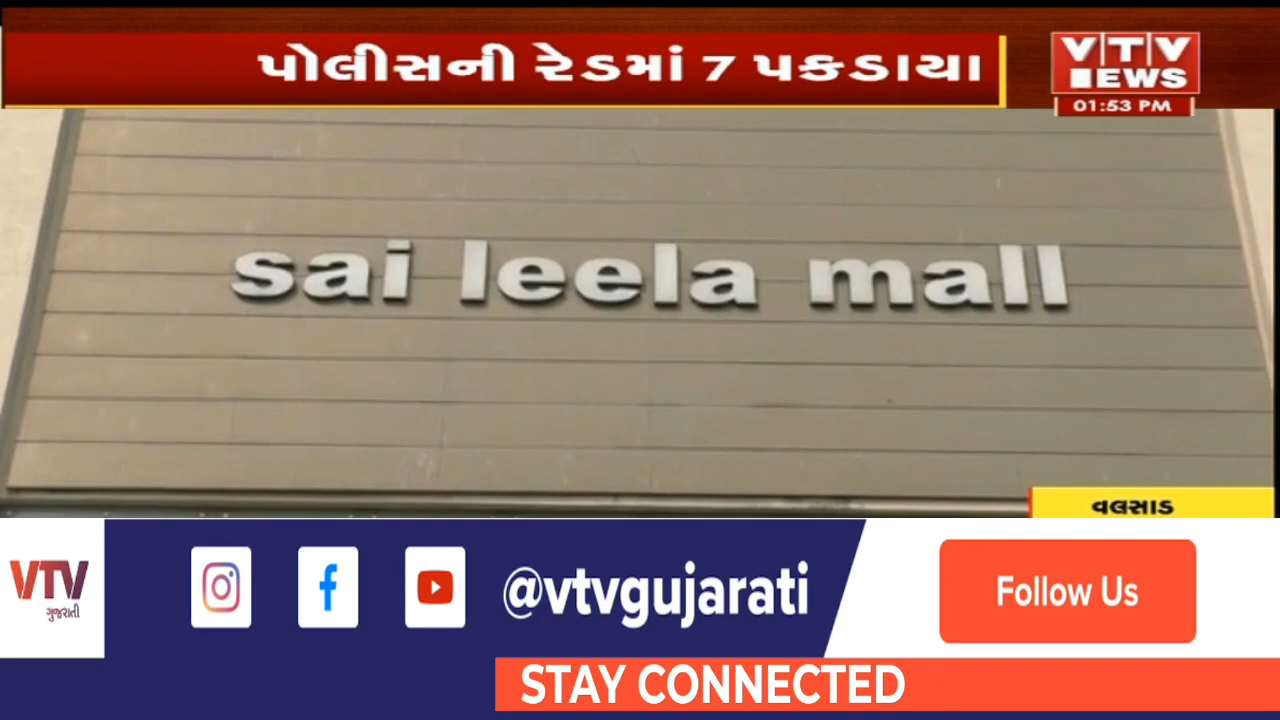 પોલીસની રેડમાં 7 પકડાયા
VTV
NEWS
01:53 PM
sai leela mall
વલસાડ
VTV
ગુજરાતી
@vtvgujarati
Follow Us
STAY CONNECTED